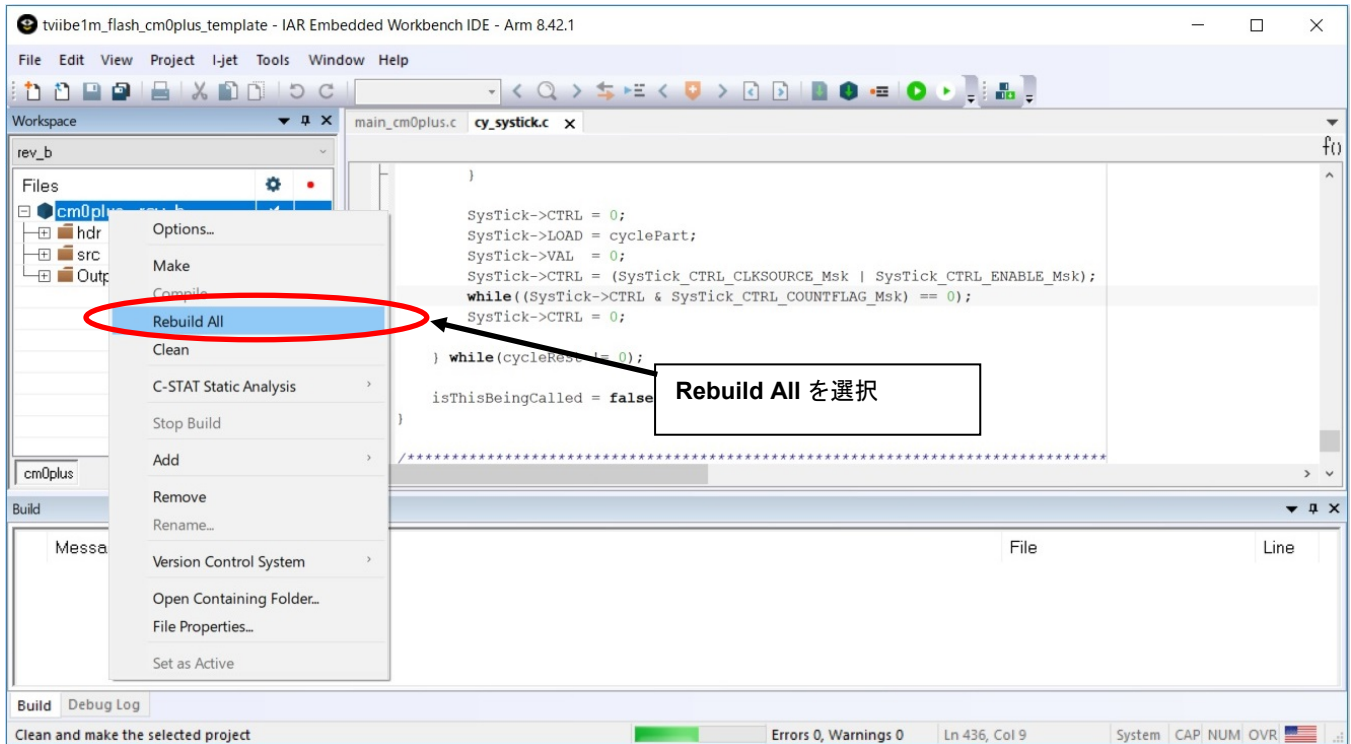 tviibe1m_flash_cm0plus_template - IAR Embedded Workbench IDE - Arm 8.42.1
File Edit View Project I-jet Tools Window Help
Workspace
main_cm0plus.c cy_systick.c
rev_b
f()
Files
}
cm0plus
hdr
src
Outp
Options...
Make
Compile
Rebuild All
Clean
C-STAT Static Analysis
Stop Build
Add
Remove
Rename...
Version Control System
Open Containing Folder...
File Properties...
Set as Active
SysTick->CTRL = 0;
SysTick->LOAD = cyclePart;
SysTick->VAL = 0;
SysTick->CTRL = (SysTick_CTRL_CLKSOURCE_Msk | SysTick_CTRL_ENABLE_Msk);
while((SysTick->CTRL & SysTick_CTRL_COUNTFLAG_Msk) == 0);
SysTick->CTRL = 0;
} while(cycleRest != 0);
isThisBeingCalled = false
}
/*******************************************************************************
Rebuild All を選択
Build
Messa
File
Line
Build Debug Log
Clean and make the selected project
Errors 0, Warnings 0
Ln 436, Col 9
System CAP NUM OVR